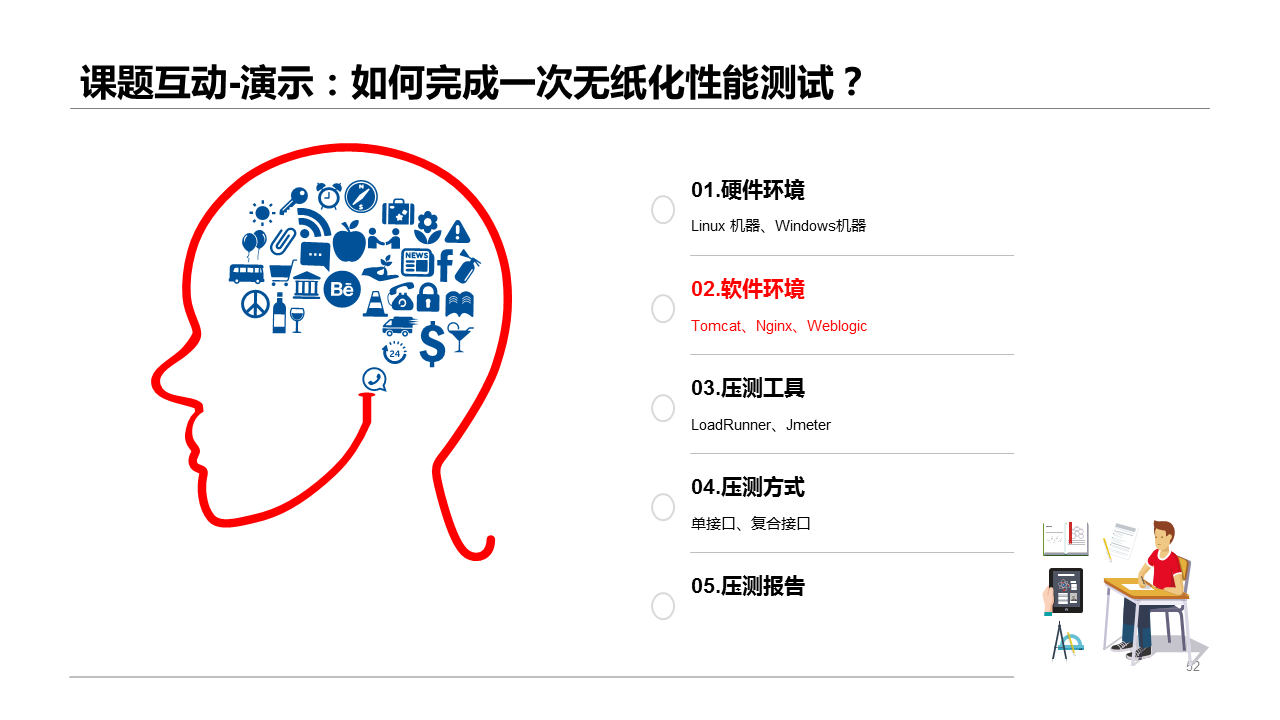 课题互动-演示：如何完成一次无纸化性能测试？
N
S
NEWS
Bē
24
01.硬件环境
Linux 机器、Windows机器
02.软件环境
Tomcat、Nginx、Weblogic
03.压测工具
LoadRunner、Jmeter
04.压测方式
单接口、复合接口
05.压测报告
52